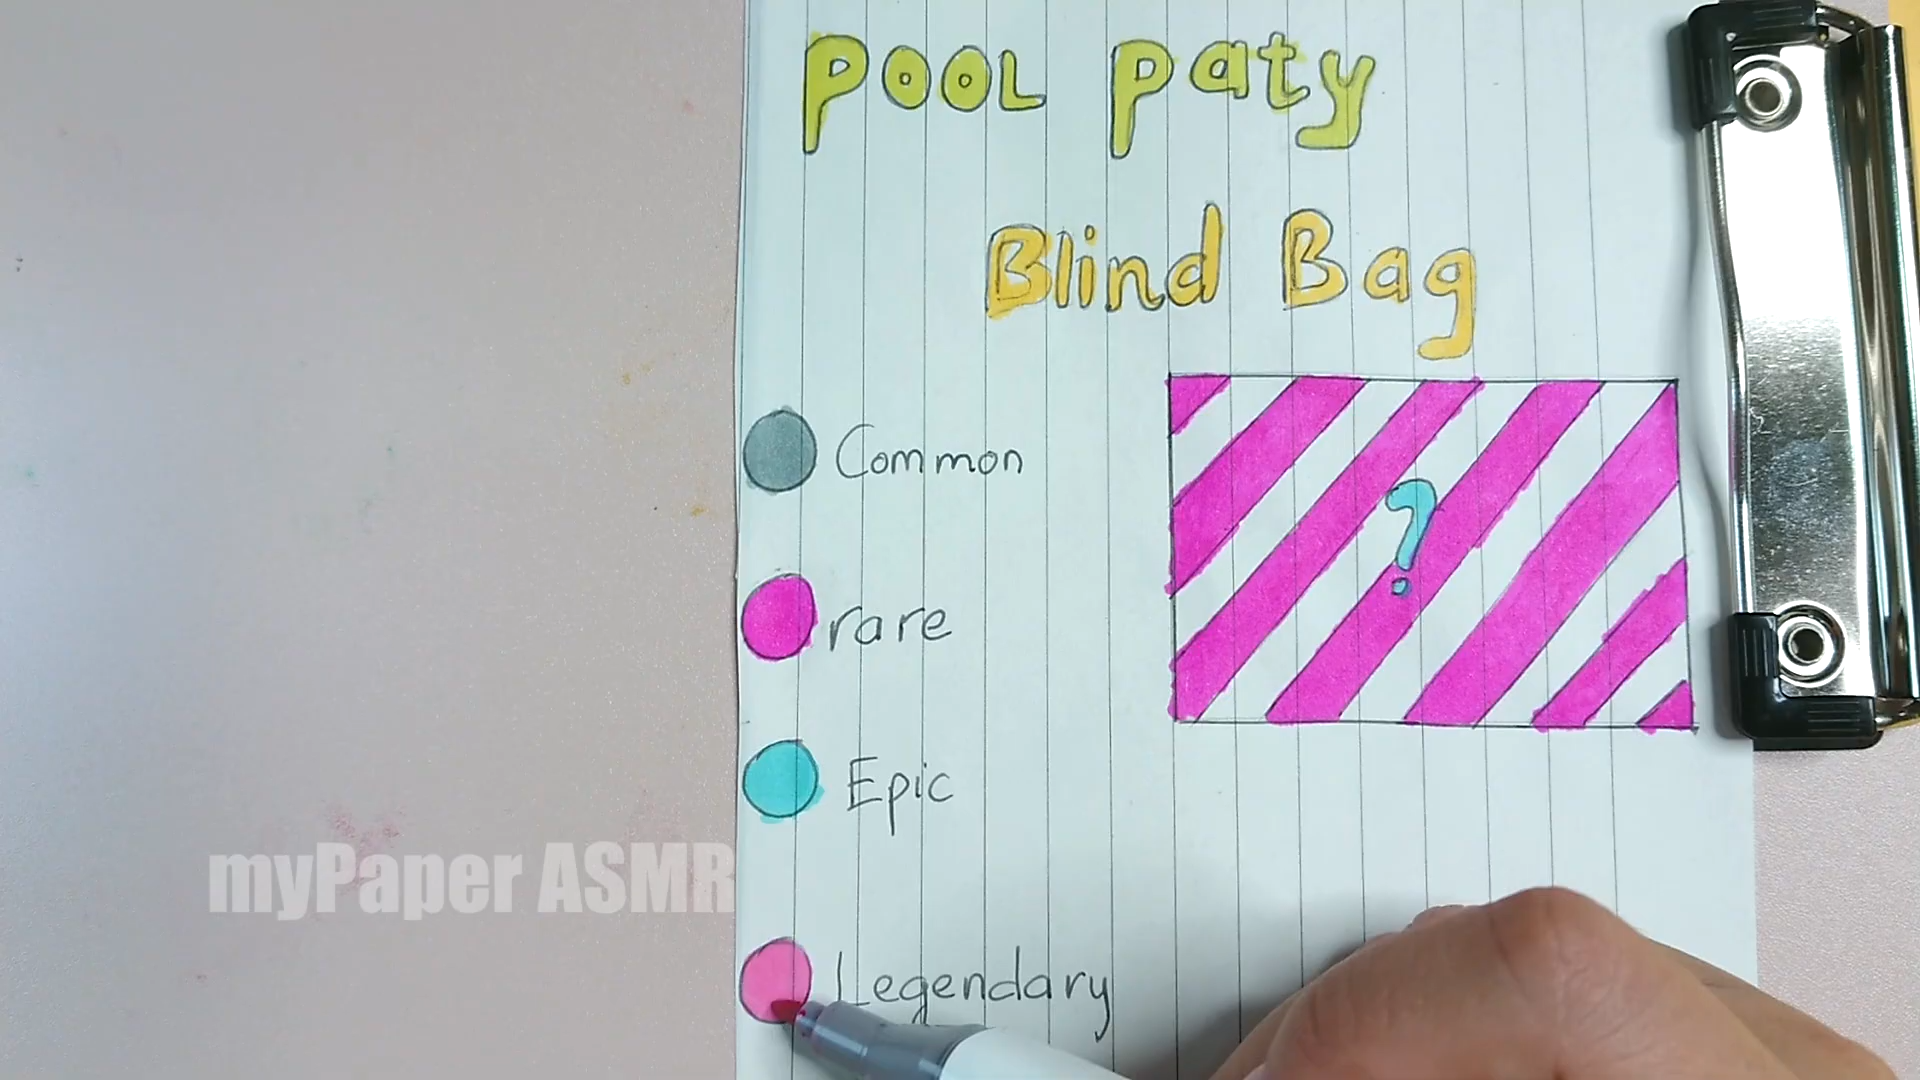 POOL Paty
Blind Bag
Common
?
rare
Epic
myPaper ASMR
Legendary